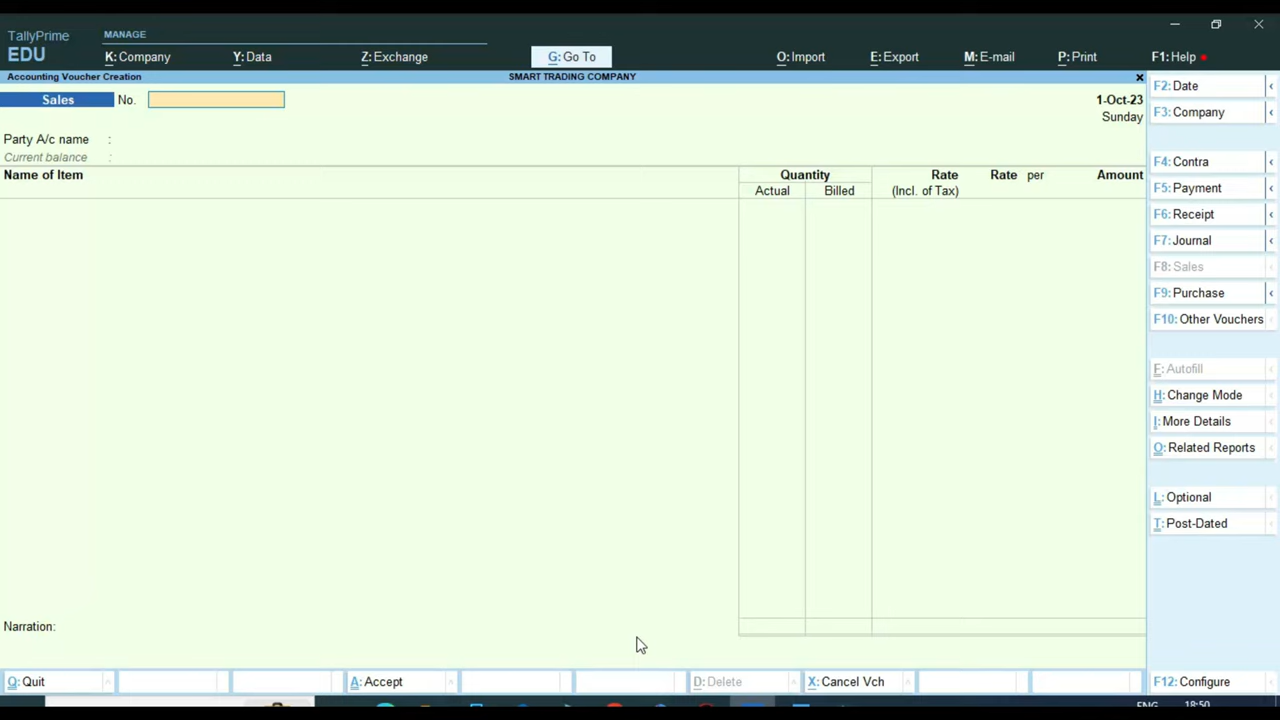 TallyPrime
EDU
MANAGE
K: Company
Y: Data
Z: Exchange
G: Go To
O: Import
E: Export
M: E-mail
P: Print
F1: Help
Accounting Voucher Creation
SMART TRADING COMPANY
Sales
No.
1-Oct-23
Sunday
Party A/c name :
Current balance :
Name of Item
Quantity
Actual
Billed
Rate
(Incl. of Tax)
Rate per
Amount
Narration:
F2: Date
F3: Company
F4: Contra
F5: Payment
F6: Receipt
F7: Journal
F8: Sales
F9: Purchase
F10: Other Vouchers
F: Autofill
H: Change Mode
I: More Details
O: Related Reports
L: Optional
T: Post-Dated
Q: Quit
A: Accept
D: Delete
X: Cancel Vch
F12: Configure
ENG
18:50